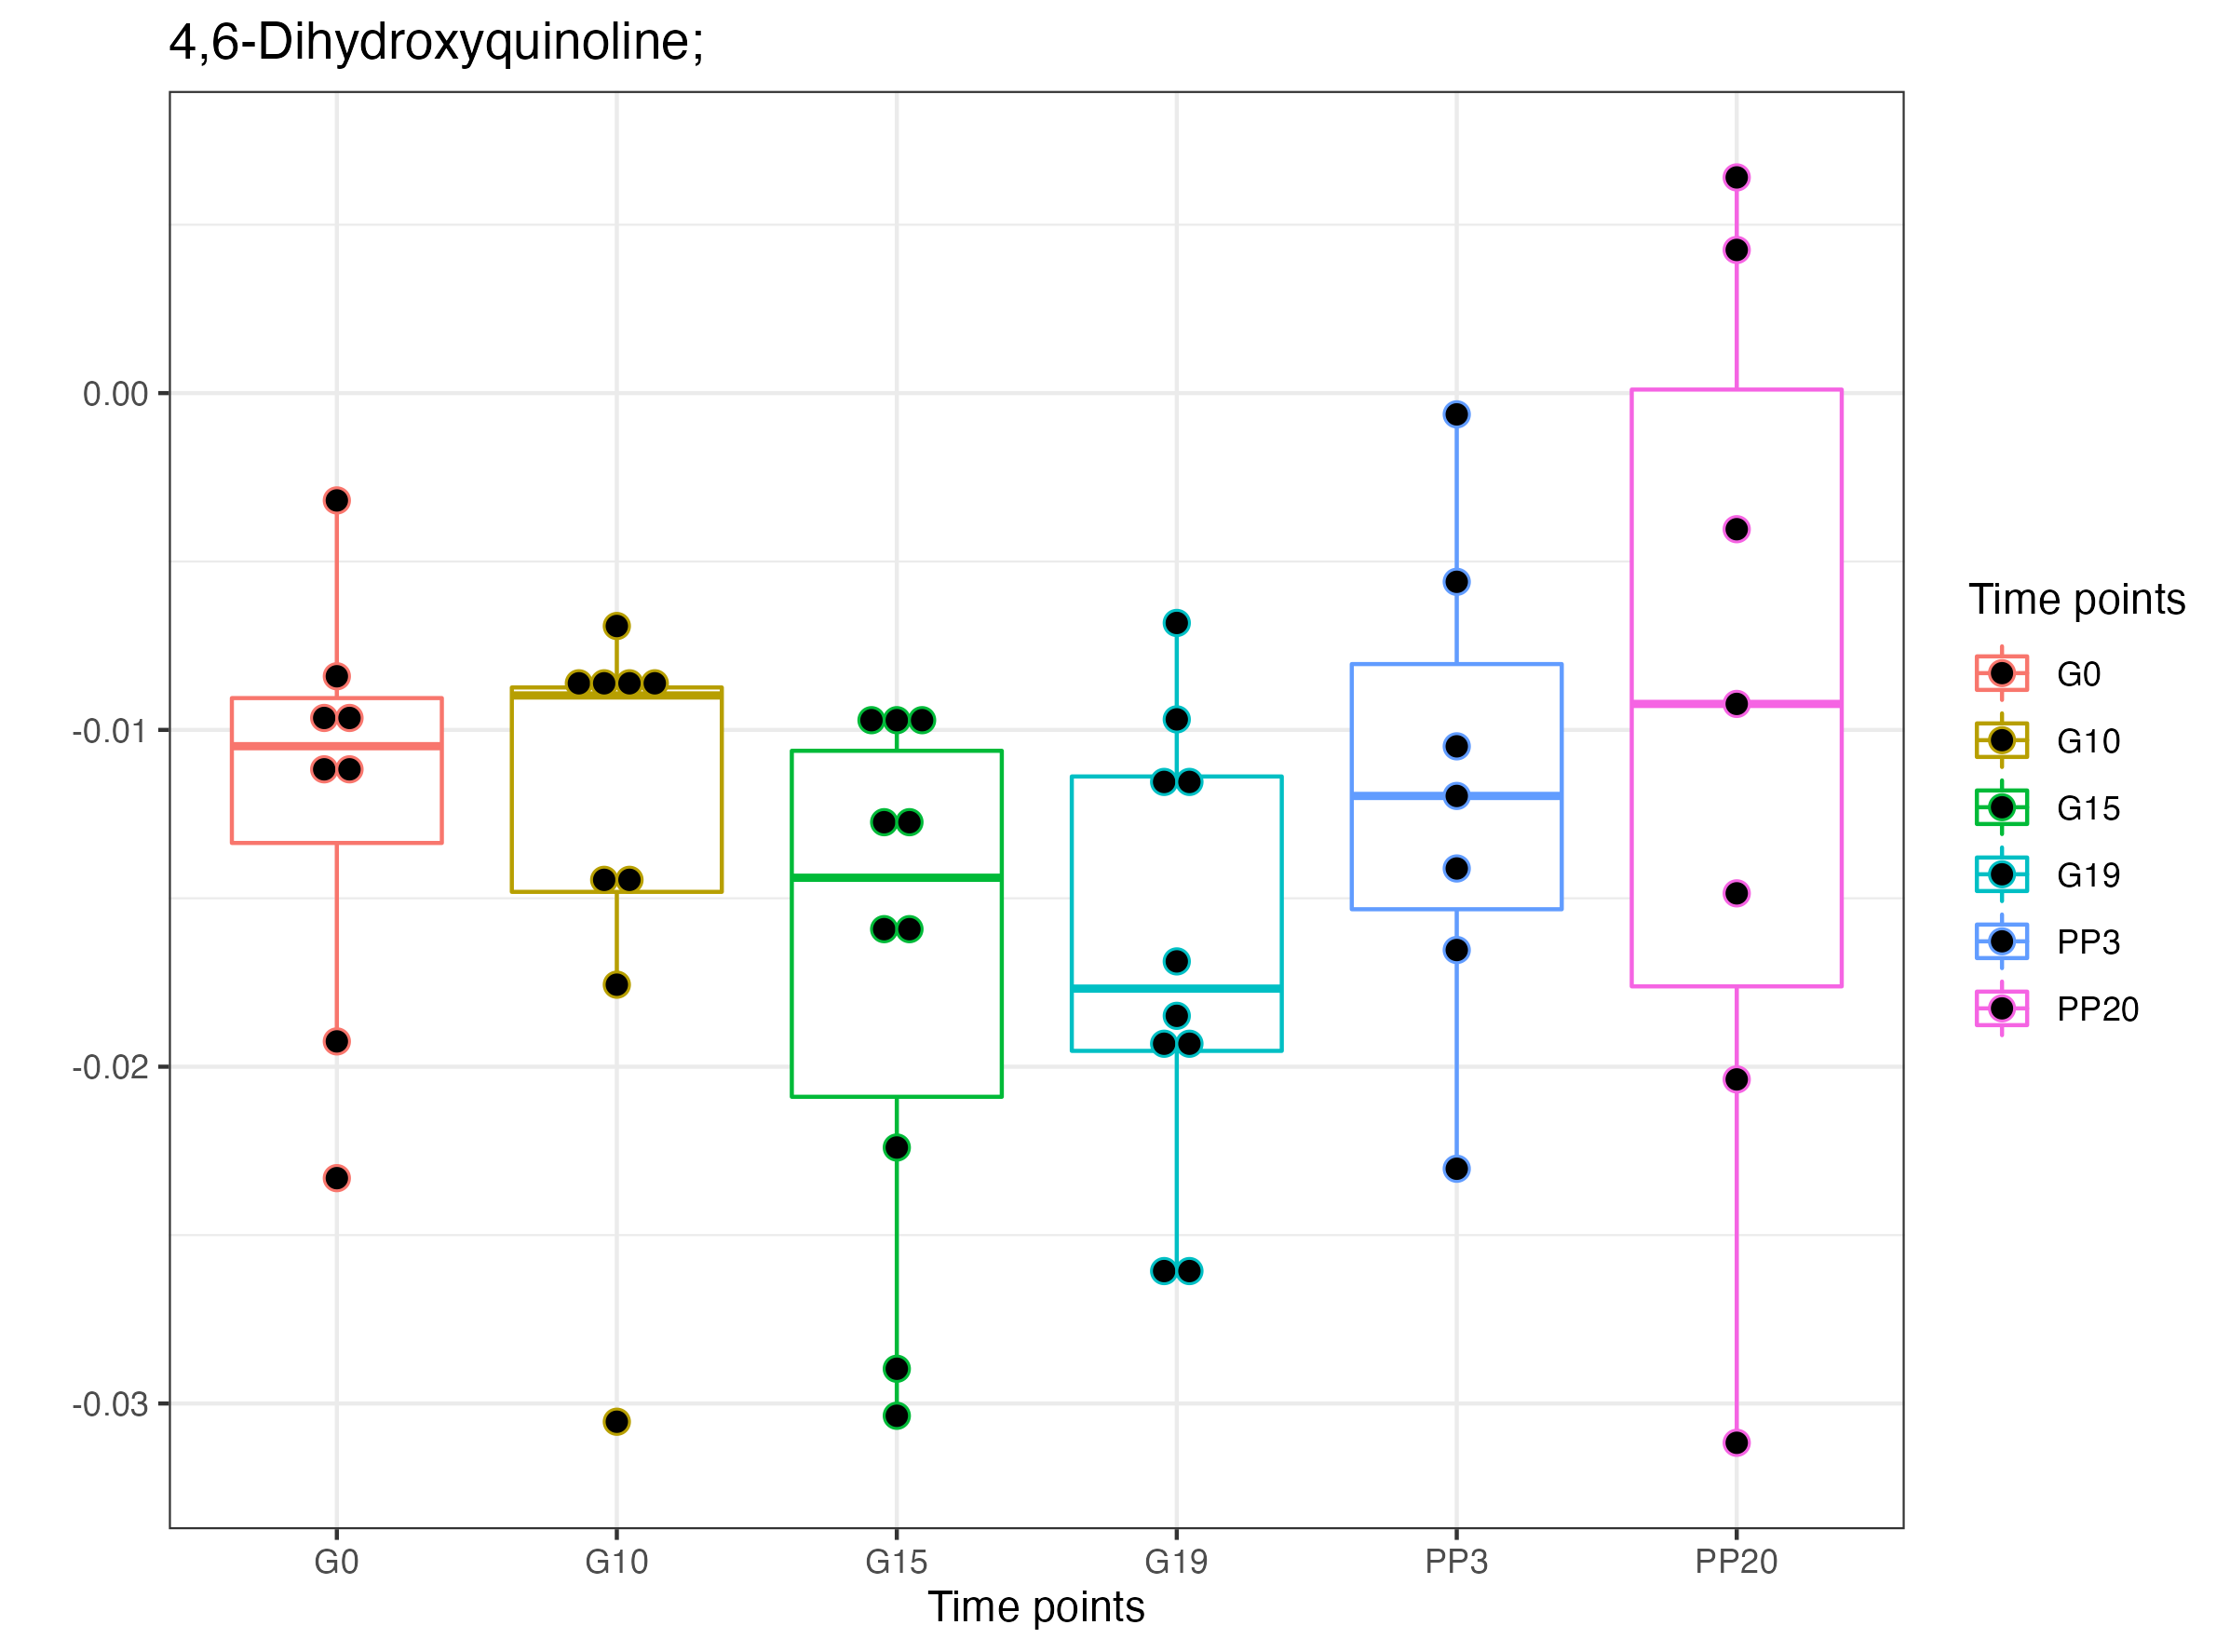 4,6-Dihydroxyquinoline;
0.00
-0.01
-0.02
-0.03
G0 G10 G15 G19 PP3 PP20
Time points
Time points
G0
G10
G15
G19
PP3
PP20